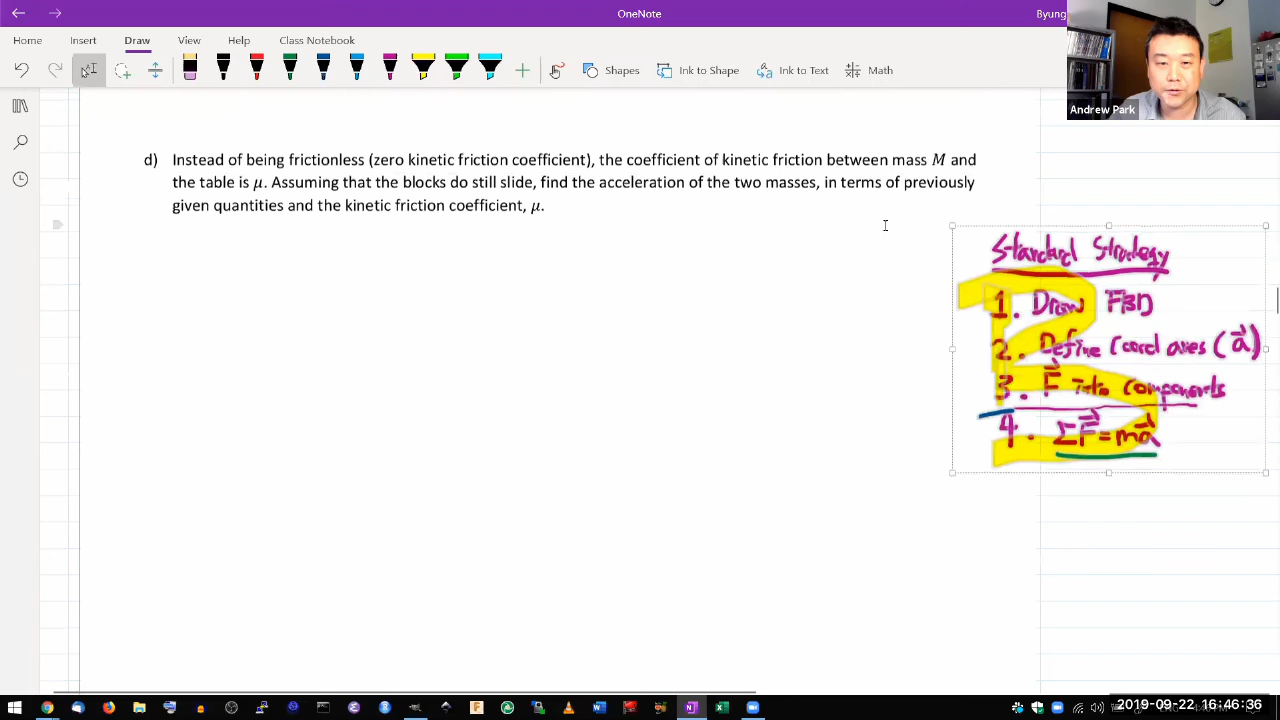 OneNote
Byung
Home
Insert
Draw
View
Help
Class Notebook
Shapes
Ink to Shape
Ink to Text
Math
Andrew Park
d) Instead of being frictionless (zero kinetic friction coefficient), the coefficient of kinetic friction between mass M and
the table is μ. Assuming that the blocks do still slide, find the acceleration of the two masses, in terms of previously
given quantities and the kinetic friction coefficient, μ.
Standard Strategy
1. Draw FBD
2. Define Coord axes (a⃗)
3. F⃗ into components
4. ΣF⃗ = ma⃗
2019-09-22 16:46:36